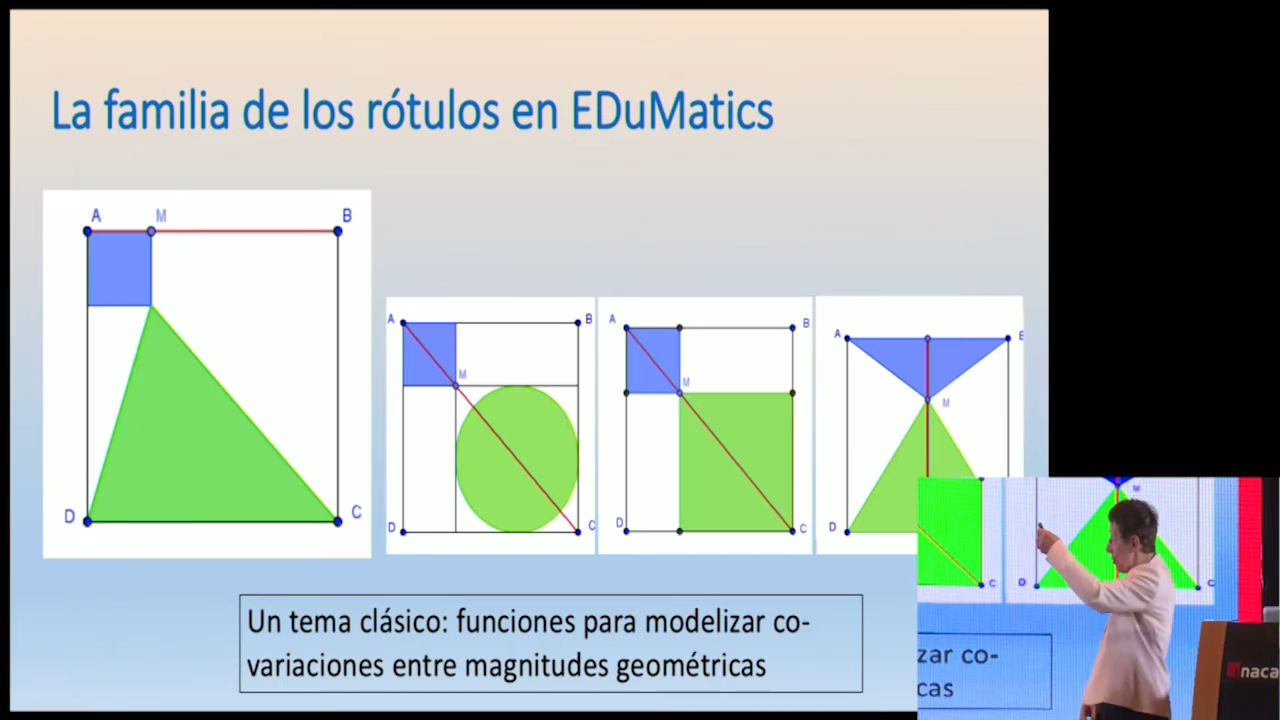 La familia de los rótulos en EDuMatics
A M B
D C
A B
M
D C
A B
M
D C
A
M
D
Un tema clásico: funciones para modelizar co-
variaciones entre magnitudes geométricas
M
C D C
zar co-
cas
naca